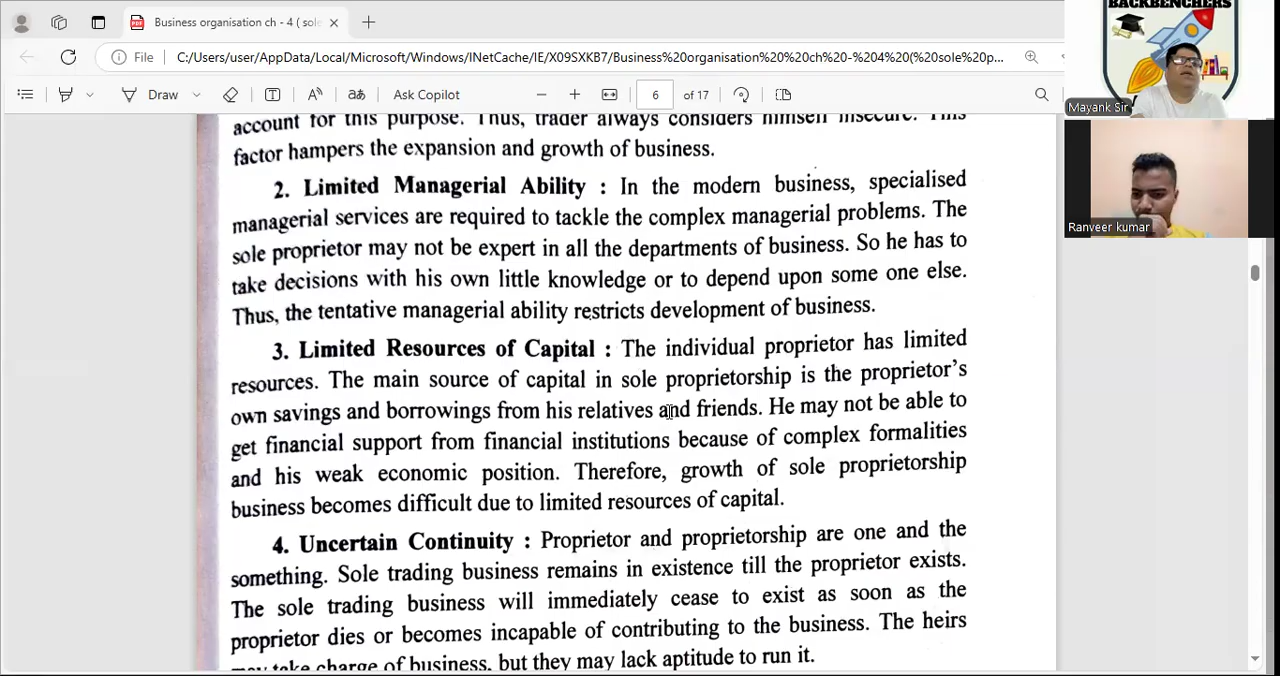 Business organisation ch - 4 ( sole
File
C:/Users/user/AppData/Local/Microsoft/Windows/INetCache/IE/X09SXKB7/Business%20organisation%20%20ch%20-%204%20(%20sole%20p...
Draw
Ask Copilot
6 of 17
BACKBENCHERS
Mayank Sir
Ranveer kumar
account for this purpose. Thus, trader always considers himself insecure. This
factor hampers the expansion and growth of business.
2. Limited Managerial Ability : In the modern business, specialised
managerial services are required to tackle the complex managerial problems. The
sole proprietor may not be expert in all the departments of business. So he has to
take decisions with his own little knowledge or to depend upon some one else.
Thus, the tentative managerial ability restricts development of business.
3. Limited Resources of Capital : The individual proprietor has limited
resources. The main source of capital in sole proprietorship is the proprietor's
own savings and borrowings from his relatives and friends. He may not be able to
get financial support from financial institutions because of complex formalities
and his weak economic position. Therefore, growth of sole proprietorship
business becomes difficult due to limited resources of capital.
4. Uncertain Continuity : Proprietor and proprietorship are one and the
something. Sole trading business remains in existence till the proprietor exists.
The sole trading business will immediately cease to exist as soon as the
proprietor dies or becomes incapable of contributing to the business. The heirs
may take charge of business, but they may lack aptitude to run it.